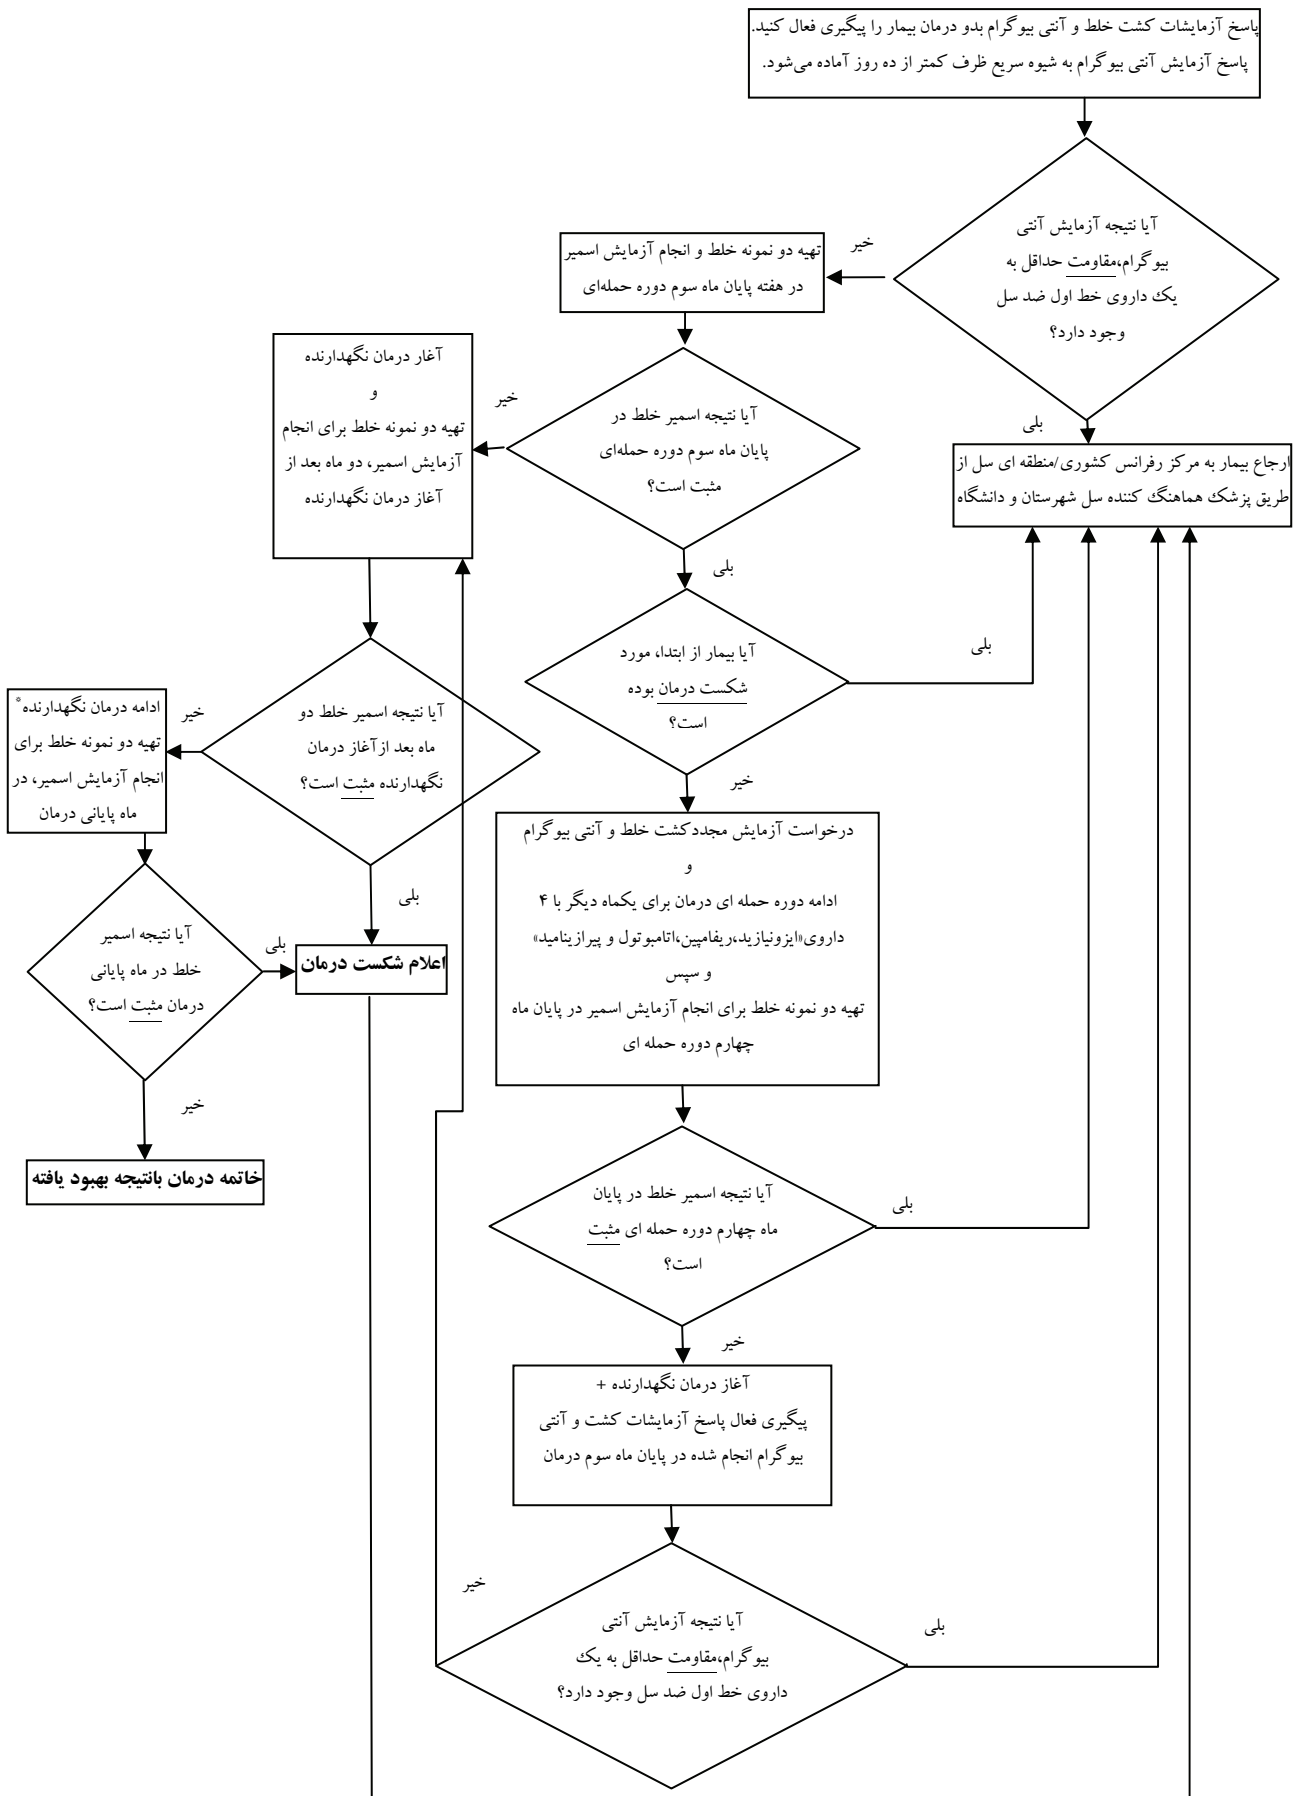 پاسخ آزمایشات کشت خلط و آنتی بیوگرام بدو درمان بیمار را پیگیری فعال کنید.
پاسخ آزمایش آنتی بیوگرام به شیوه سریع ظرف کمتر از ده روز آماده می‌شود.
آیا نتیجه آزمایش آنتی
بیوگرام،مقاومت حداقل به
یک داروی خط اول ضد سل
وجود دارد؟
خیر
بلی
تهیه دو نمونه خلط و انجام آزمایش اسمیر
در هفته پایان ماه سوم دوره حمله‌ای
ارجاع بیمار به مرکز رفرانس کشوری/منطقه ای سل از
طریق پزشک هماهنگ کننده سل شهرستان و دانشگاه
آیا نتیجه اسمیر خلط در
پایان ماه سوم دوره حمله‌ای
مثبت است؟
خیر
بلی
آغار درمان نگهدارنده
و
تهیه دو نمونه خلط برای انجام
آزمایش اسمیر، دو ماه بعد از
آغاز درمان نگهدارنده
آیا بیمار از ابتدا، مورد
شکست درمان بوده
است؟
بلی
خیر
آیا نتیجه اسمیر خلط دو
ماه بعد از آغاز درمان
نگهدارنده مثبت است؟
خیر
بلی
ادامه درمان نگهدارنده*
تهیه دو نمونه خلط برای
انجام آزمایش اسمیر، در
ماه پایانی درمان
درخواست آزمایش مجددکشت خلط و آنتی بیوگرام
و
ادامه دوره حمله ای درمان برای یکماه دیگر با ۴
داروی«ایزونیازید،ریفامپین،اتامبوتول و پیرازینامید»
و سپس
تهیه دو نمونه خلط برای انجام آزمایش اسمیر در پایان ماه
چهارم دوره حمله ای
آیا نتیجه اسمیر
خلط در ماه پایانی
درمان مثبت است؟
بلی
خیر
اعلام شکست درمان
خاتمه درمان بانتیجه بهبود یافته
آیا نتیجه اسمیر خلط در پایان
ماه چهارم دوره حمله ای مثبت
است؟
بلی
خیر
آغاز درمان نگهدارنده +
پیگیری فعال پاسخ آزمایشات کشت و آنتی
بیوگرام انجام شده در پایان ماه سوم درمان
آیا نتیجه آزمایش آنتی
بیوگرام،مقاومت حداقل به یک
داروی خط اول ضد سل وجود دارد؟
خیر
بلی